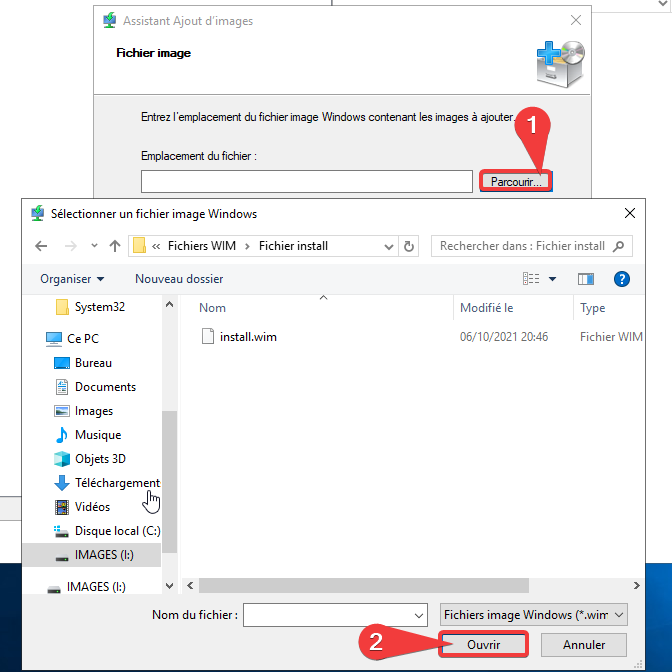 Assistant Ajout d'images
Fichier image
Entrez l'emplacement du fichier image Windows contenant les images à ajouter.
1
Emplacement du fichier :
Parcourir...
Sélectionner un fichier image Windows
« Fichiers WIM > Fichier install
Rechercher dans : Fichier install
Organiser
Nouveau dossier
?
System32
Ce PC
Bureau
Documents
Images
Musique
Objets 3D
Téléchargement
Vidéos
Disque local (C:)
IMAGES (I:)
IMAGES (I:)
Nom
Modifié le
Type
install.wim
06/10/2021 20:46
Fichier WIM
Nom du fichier :
Fichiers image Windows (*.wim
2
Ouvrir
Annuler